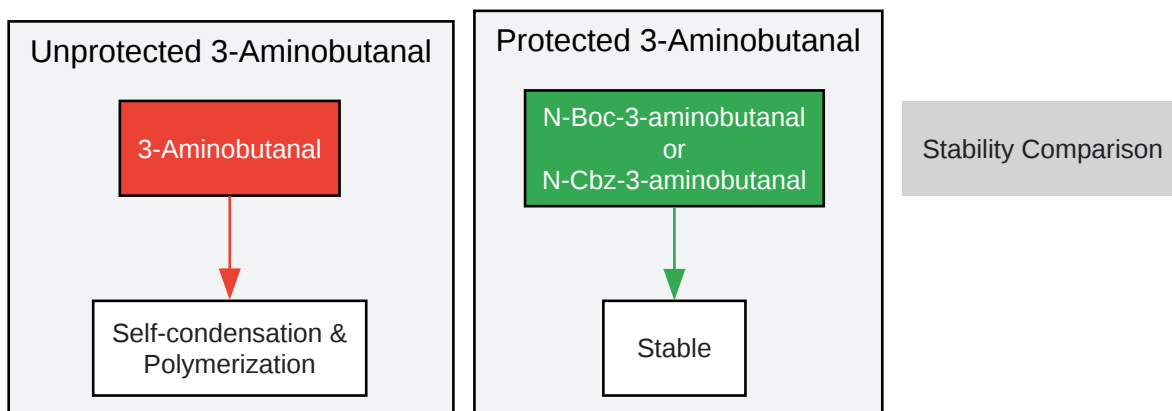 Unprotected 3-Aminobutanal
3-Aminobutanal
Self-condensation &
Polymerization
Protected 3-Aminobutanal
N-Boc-3-aminobutanal
or
N-Cbz-3-aminobutanal
Stable
Stability Comparison